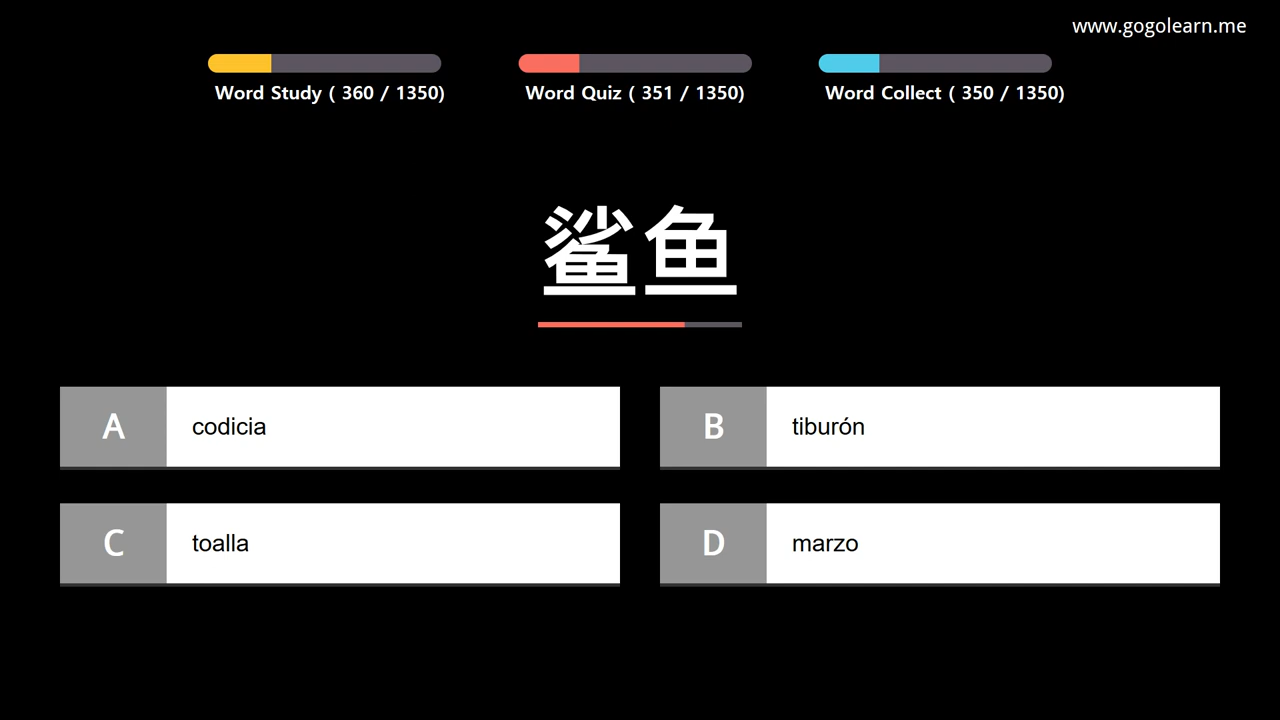 www.gogolearn.me
Word Study ( 360 / 1350)
Word Quiz ( 351 / 1350)
Word Collect ( 350 / 1350)
鲨鱼
A codicia
B tiburón
C toalla
D marzo